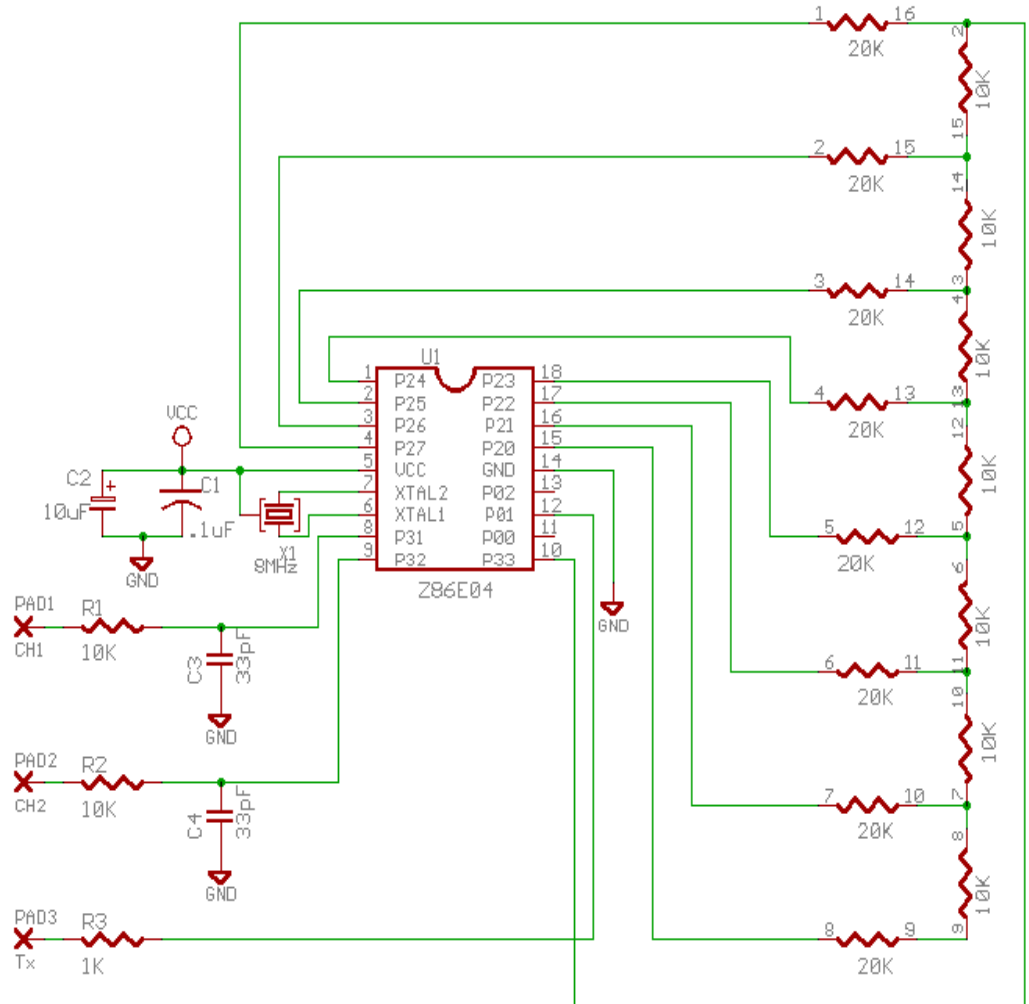 1 16
20K
2
10K
15
2 15
20K
14
10K
3
3 14
20K
4
10K
13
4 13
20K
12
10K
5
5 12
20K
6
10K
11
6 11
20K
10
10K
7
7 10
20K
8
10K
9
8 9
20K
U1
1 P24 P23 18
2 P25 P22 17
3 P26 P21 16
4 P27 P20 15
5 VCC GND 14
7 XTAL2 P02 13
6 XTAL1 P01 12
8 P31 P00 11
9 P32 P33 10
Z86E04
VCC
C2
+
10uF
C1
.1uF
GND
X1
8MHz
GND
PAD1
CH1
R1
10K
C3
33pF
GND
PAD2
CH2
R2
10K
C4
33pF
GND
PAD3
Tx
R3
1K